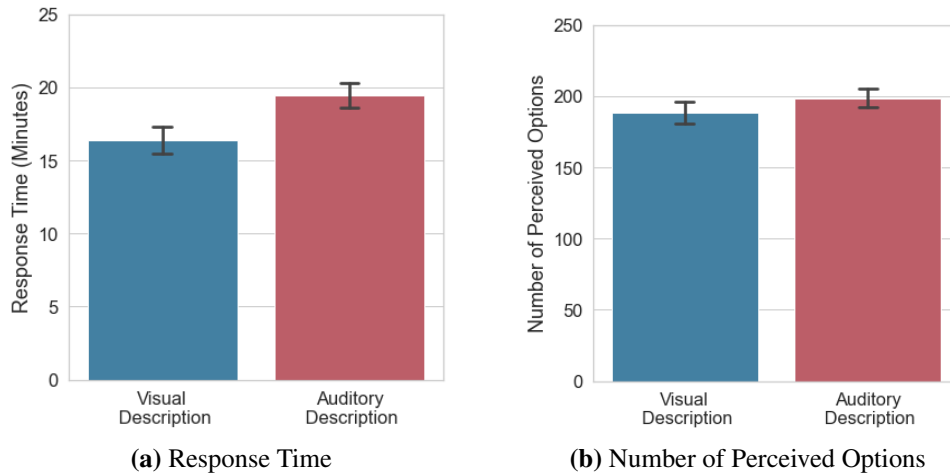 25
20
15
10
5
0
Response Time (Minutes)
Visual
Description
Auditory
Description
(a) Response Time
250
200
150
100
50
0
Number of Perceived Options
Visual
Description
Auditory
Description
(b) Number of Perceived Options